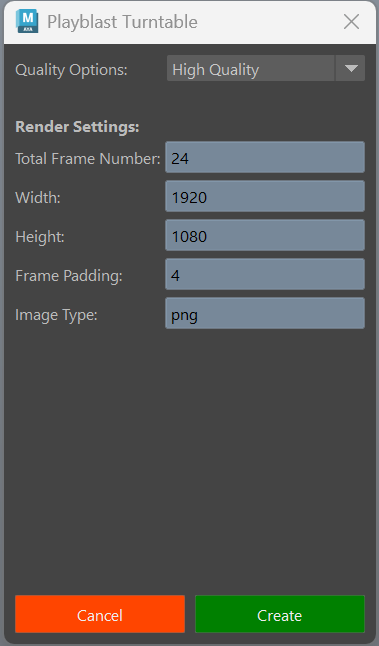 M
AYA
Playblast Turntable
Quality Options: High Quality
Render Settings:
Total Frame Number: 24
Width: 1920
Height: 1080
Frame Padding: 4
Image Type: png
Cancel Create